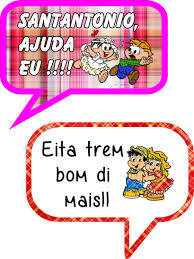 SANTANTONIO,
AJUDA
EU !!!!
Eita trem
bom di
mais!!